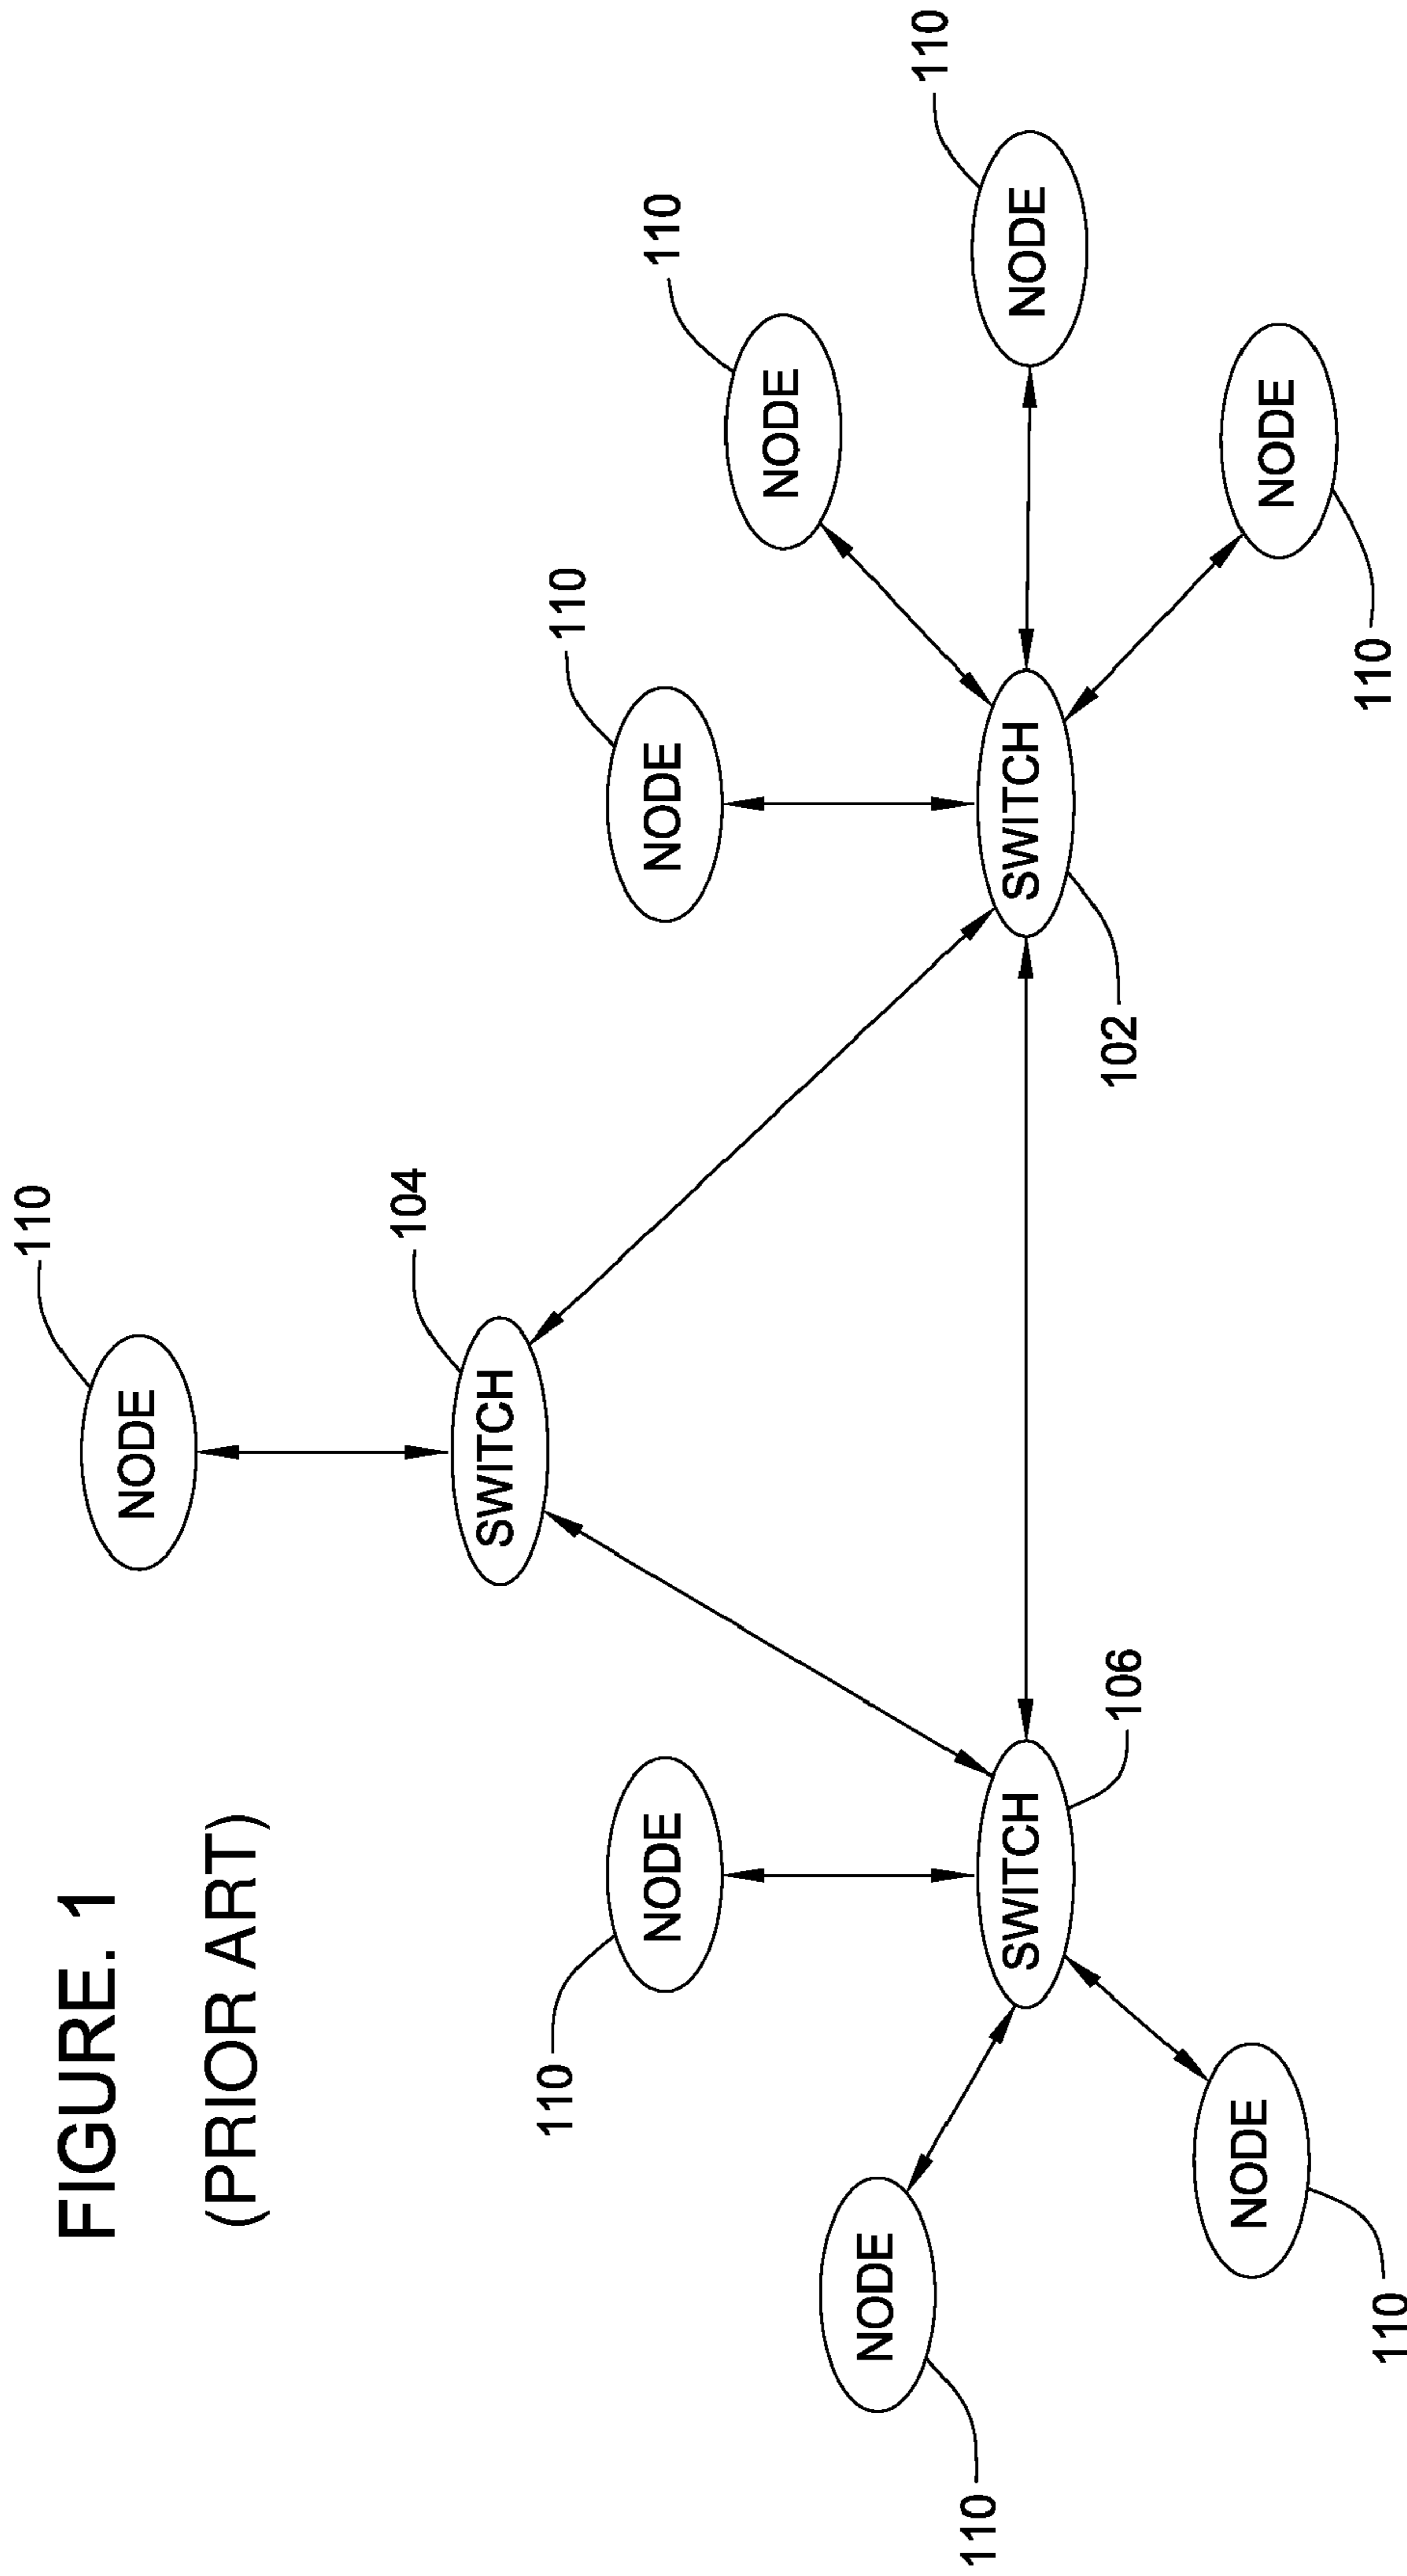 FIGURE. 1
(PRIOR ART)
110
NODE
104
SWITCH
110
NODE
110
NODE
110
NODE
110
NODE
110
NODE
SWITCH
106
SWITCH
102
NODE
110
NODE
110
NODE
110